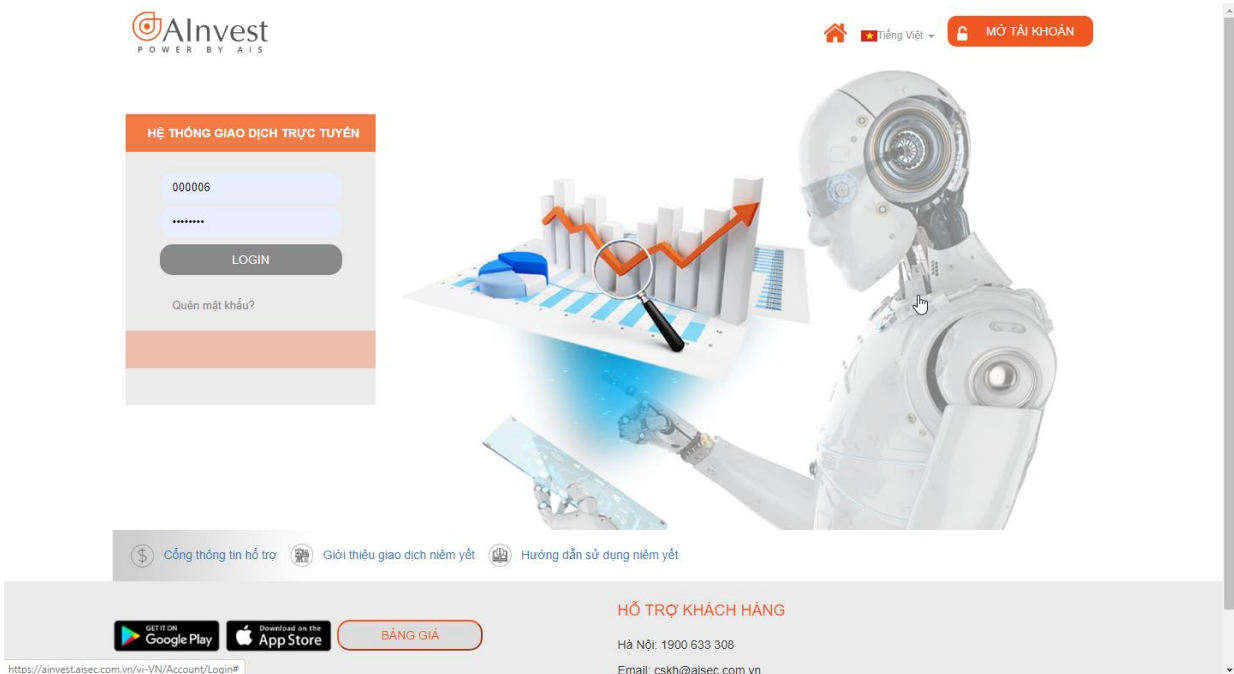 AInvest
POWER BY AIS
Tiếng Việt
MỞ TÀI KHOẢN
HỆ THỐNG GIAO DỊCH TRỰC TUYẾN
000006
••••••••
LOGIN
Quên mật khẩu?
Cổng thông tin hỗ trợ
Giới thiệu giao dịch niêm yết
Hướng dẫn sử dụng niêm yết
GET IT ON
Google Play
Download on the
App Store
BẢNG GIÁ
HỖ TRỢ KHÁCH HÀNG
Hà Nội: 1900 633 308
Email: cskh@aisec.com.vn
https://ainvest.aisec.com.vn/vi-VN/Account/Login#